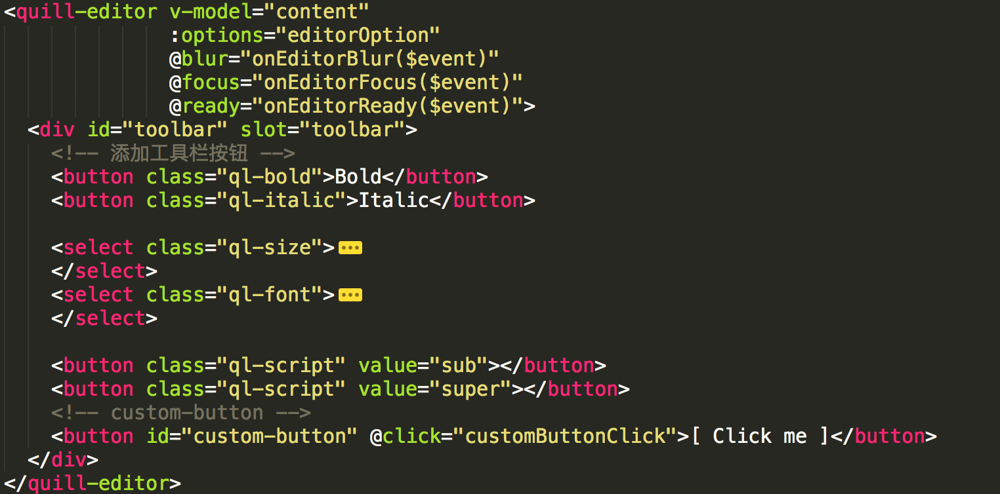 <quill-editor v-model="content"
:options="editorOption"
@blur="onEditorBlur($event)"
@focus="onEditorFocus($event)"
@ready="onEditorReady($event)">
<div id="toolbar" slot="toolbar">
<!-- 添加工具栏按钮 -->
<button class="ql-bold">Bold</button>
<button class="ql-italic">Italic</button>
<select class="ql-size">
</select>
<select class="ql-font">
</select>
<button class="ql-script" value="sub"></button>
<button class="ql-script" value="super"></button>
<!-- custom-button -->
<button id="custom-button" @click="customButtonClick">[ Click me ]</button>
</div>
</quill-editor>